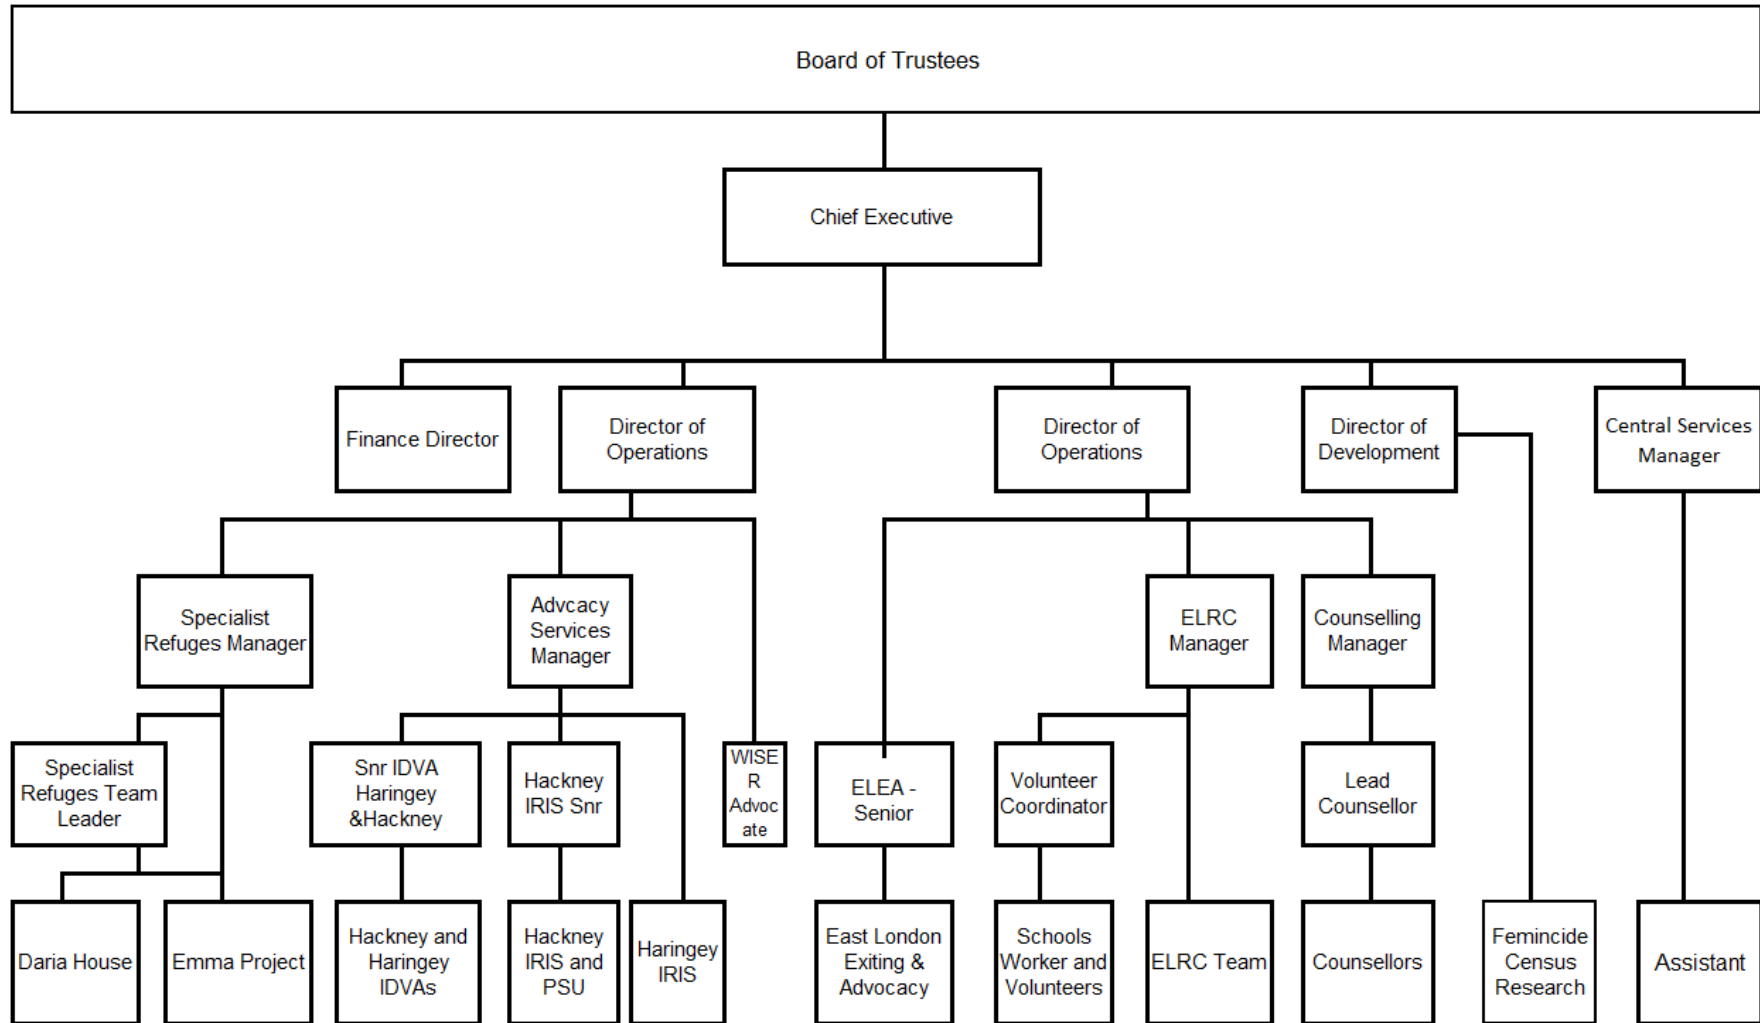 Board of Trustees
Chief Executive
Finance Director
Director of
Operations
Director of
Operations
Director of
Development
Central Services
Manager
Specialist
Refuges Manager
Advcacy
Services
Manager
ELRC
Manager
Counselling
Manager
Specialist
Refuges Team
Leader
Snr IDVA
Haringey
&Hackney
Hackney
IRIS Snr
WISE
R
Advoc
ate
ELEA -
Senior
Volunteer
Coordinator
Lead
Counsellor
Daria House
Emma Project
Hackney and
Haringey
IDVAs
Hackney
IRIS and
PSU
Haringey
IRIS
East London
Exiting &
Advocacy
Schools
Worker and
Volunteers
ELRC Team
Counsellors
Femincide
Census
Research
Assistant